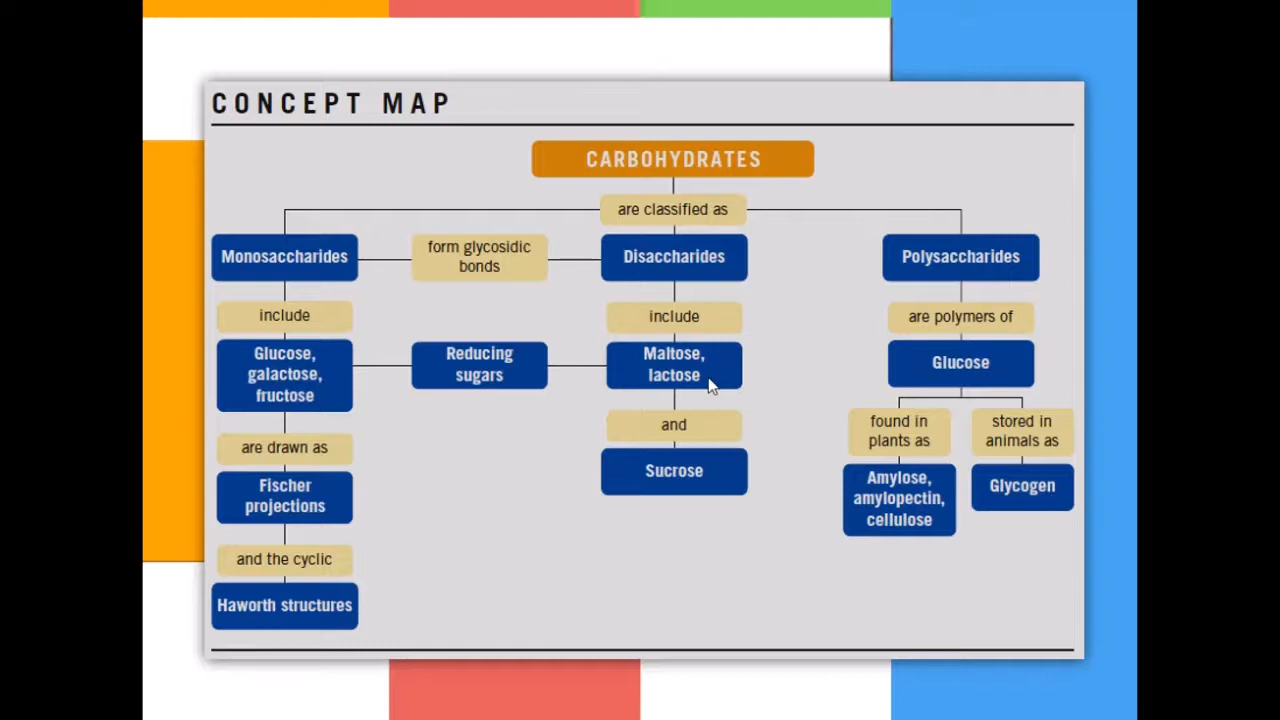 CONCEPT MAP
CARBOHYDRATES
are classified as
Monosaccharides
form glycosidic
bonds
Disaccharides
Polysaccharides
include
include
are polymers of
Glucose,
galactose,
fructose
Reducing
sugars
Maltose,
lactose
Glucose
are drawn as
and
found in
plants as
stored in
animals as
Fischer
projections
Sucrose
Amylose,
amylopectin,
cellulose
Glycogen
and the cyclic
Haworth structures